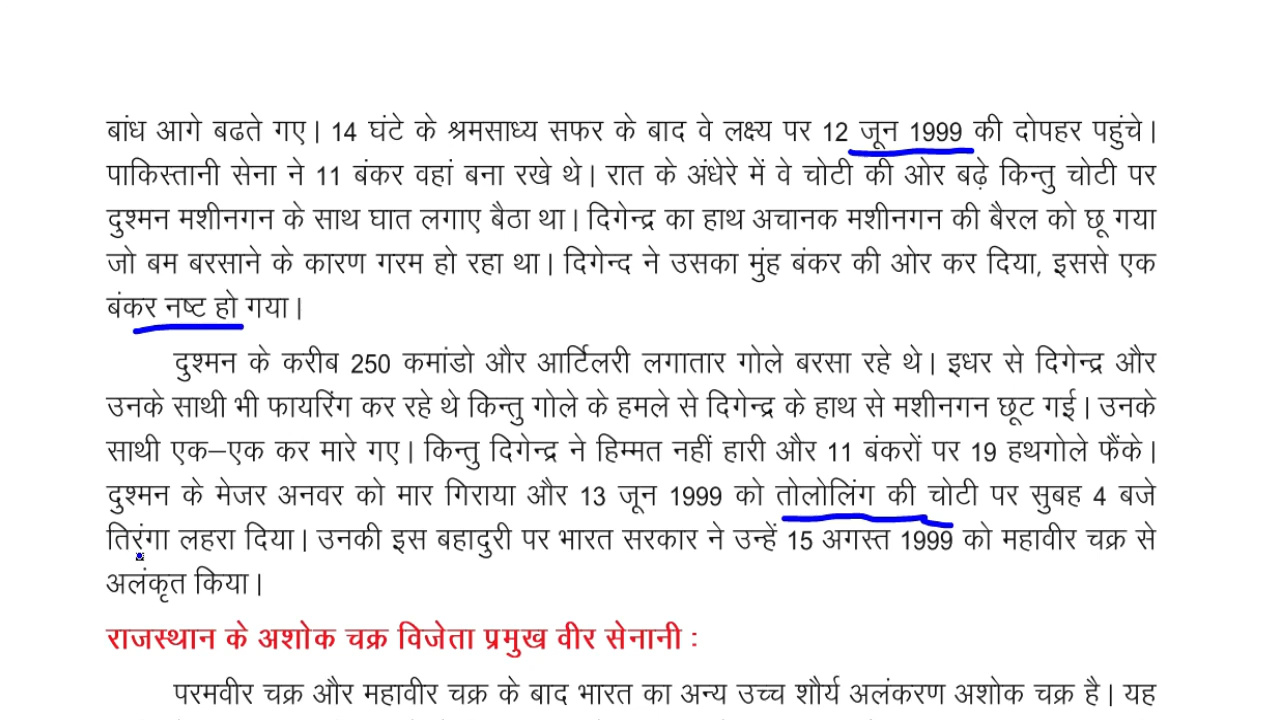 बांध आगे बढते गए। 14 घंटे के श्रमसाध्य सफर के बाद वे लक्ष्य पर 12 जून 1999 की दोपहर पहुंचे।
पाकिस्तानी सेना ने 11 बंकर वहां बना रखे थे। रात के अंधेरे में वे चोटी की ओर बढ़े किन्तु चोटी पर
दुश्मन मशीनगन के साथ घात लगाए बैठा था। दिगेन्द्र का हाथ अचानक मशीनगन की बैरल को छू गया
जो बम बरसाने के कारण गरम हो रहा था। दिगेन्द ने उसका मुंह बंकर की ओर कर दिया, इससे एक
बंकर नष्ट हो गया।
दुश्मन के करीब 250 कमांडो और आर्टिलरी लगातार गोले बरसा रहे थे। इधर से दिगेन्द्र और
उनके साथी भी फायरिंग कर रहे थे किन्तु गोले के हमले से दिगेन्द्र के हाथ से मशीनगन छूट गई। उनके
साथी एक–एक कर मारे गए। किन्तु दिगेन्द्र ने हिम्मत नहीं हारी और 11 बंकरों पर 19 हथगोले फैंके।
दुश्मन के मेजर अनवर को मार गिराया और 13 जून 1999 को तोलोलिंग की चोटी पर सुबह 4 बजे
तिरंगा लहरा दिया। उनकी इस बहादुरी पर भारत सरकार ने उन्हें 15 अगस्त 1999 को महावीर चक्र से
अलंकृत किया।
राजस्थान के अशोक चक्र विजेता प्रमुख वीर सेनानी :
परमवीर चक्र और महावीर चक्र के बाद भारत का अन्य उच्च शौर्य अलंकरण अशोक चक्र है। यह